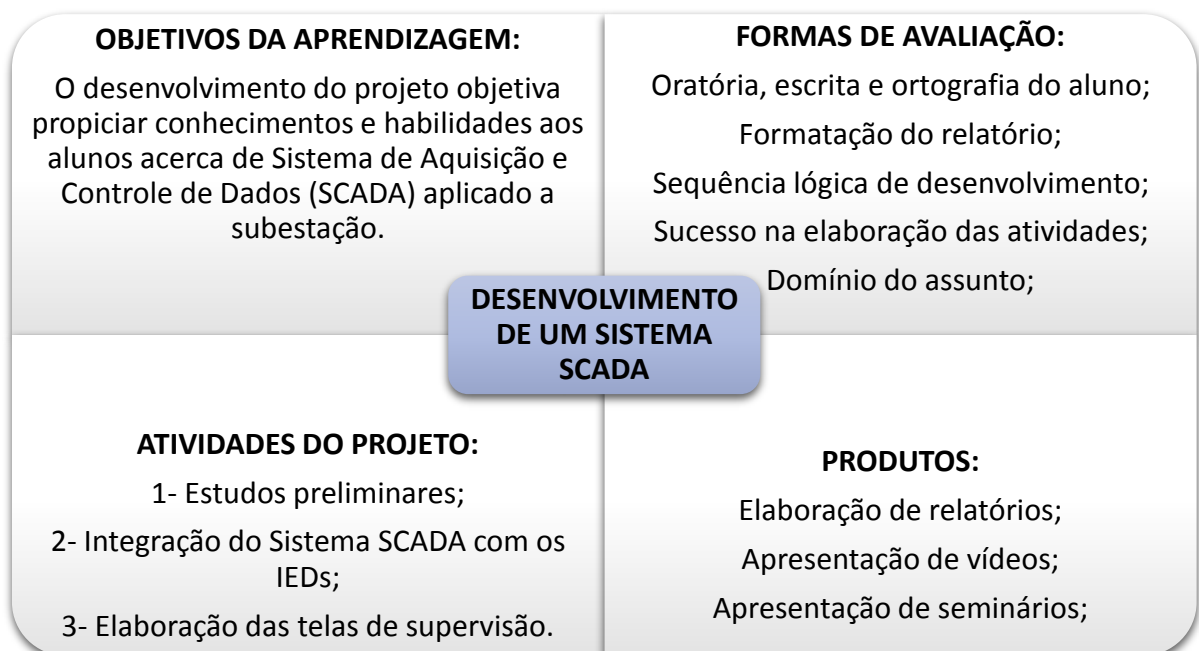 OBJETIVOS DA APRENDIZAGEM:
O desenvolvimento do projeto objetiva
propiciar conhecimentos e habilidades aos
alunos acerca de Sistema de Aquisição e
Controle de Dados (SCADA) aplicado a
subestação.
FORMAS DE AVALIAÇÃO:
Oratória, escrita e ortografia do aluno;
Formatação do relatório;
Sequência lógica de desenvolvimento;
Sucesso na elaboração das atividades;
Domínio do assunto;
DESENVOLVIMENTO
DE UM SISTEMA
SCADA
ATIVIDADES DO PROJETO:
1- Estudos preliminares;
2- Integração do Sistema SCADA com os
IEDs;
3- Elaboração das telas de supervisão.
PRODUTOS:
Elaboração de relatórios;
Apresentação de vídeos;
Apresentação de seminários;